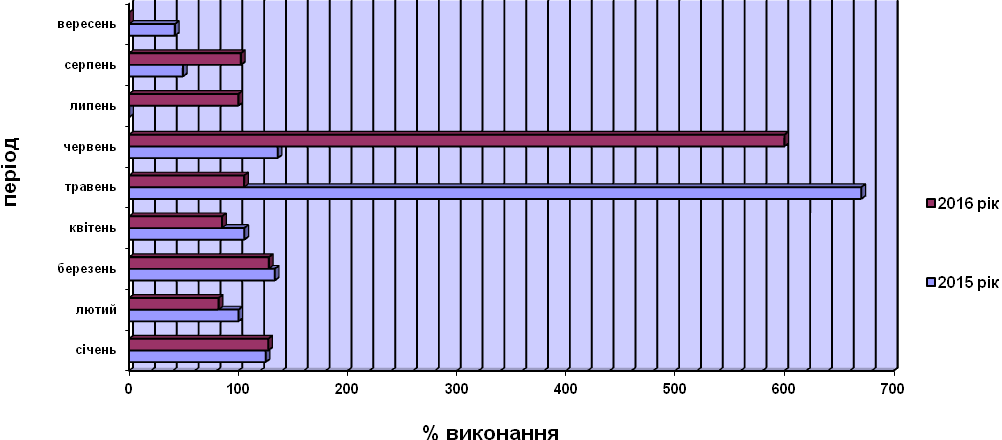 вересень
серпень
липень
червень
травень
квітень
березень
лютий
січень
період
0 100 200 300 400 500 600 700
% виконання
2016 рік
2015 рік